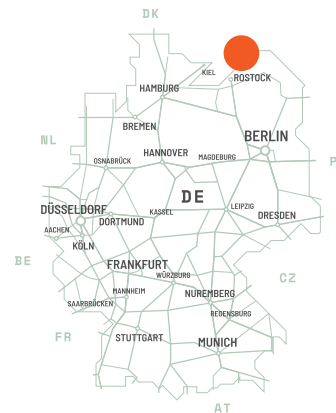 DK
KIEL
ROSTOCK
HAMBURG
BREMEN
BERLIN
NL
HANNOVER
MAGDEBURG
P
OSNABRÜCK
DE
DÜSSELDORF
KASSEL
LEIPZIG
DORTMUND
DRESDEN
AACHEN
KÖLN
BE
FRANKFURT
WÜRZBURG
CZ
MANNHEIM
NUREMBERG
SAARBRÜCKEN
REGENSBURG
FR
STUTTGART
MUNICH
AT